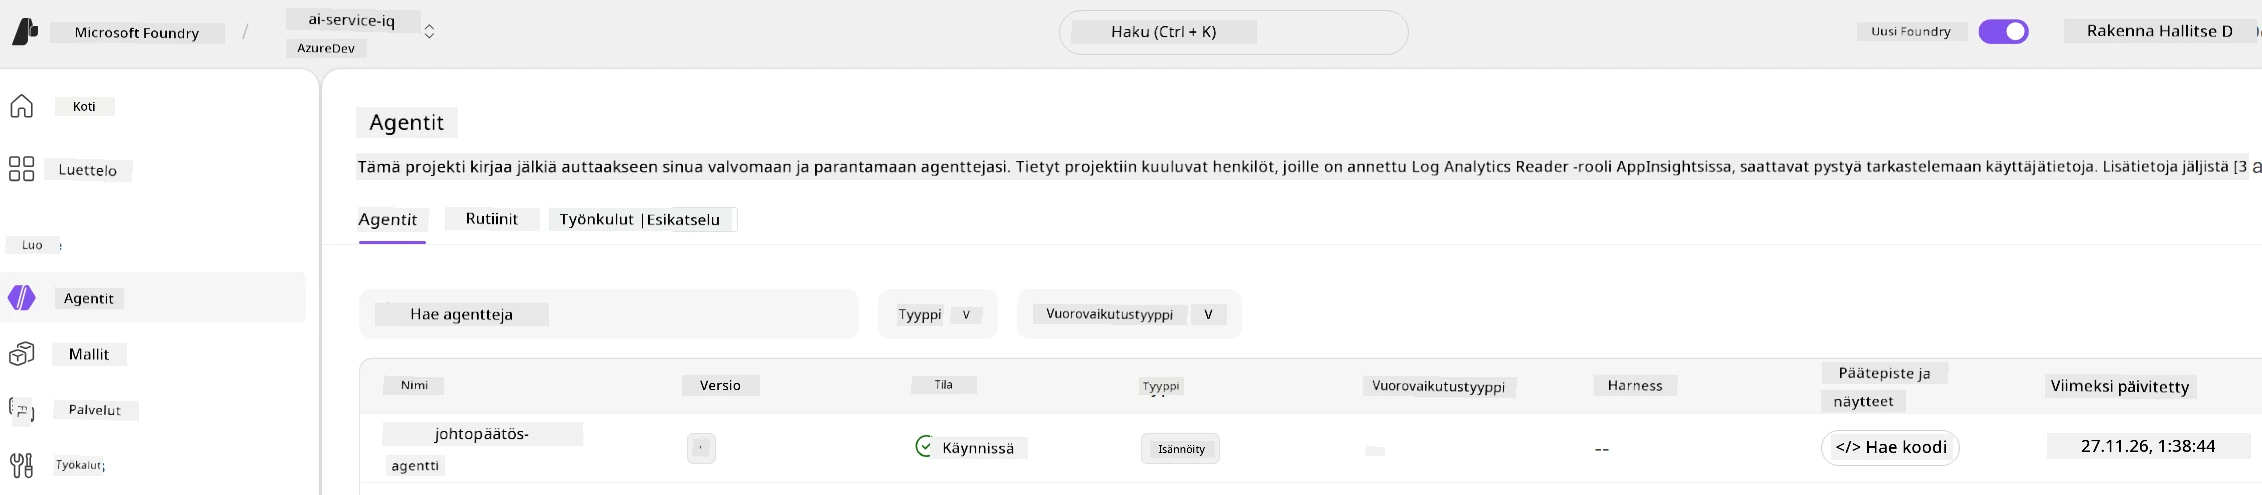 Microsoft Foundry / ai-service-iq
AzureDev
Haku (Ctrl + K)
Uusi Foundry
Rakenna Hallitse D
Koti
Luettelo
Luo
Agentit
Mallit
Palvelut
Työkalut
Agentit
Tämä projekti kirjaa jälkiä auttaakseen sinua valvomaan ja parantamaan agenttejasi. Tietyt projektiin kuuluvat henkilöt, joille on annettu Log Analytics Reader -rooli AppInsightsissa, saattavat pystyä tarkastelemaan käyttäjätietoja. Lisätietoja jäljistä [3 a
Agentit Rutiinit Työnkulut |Esikatselu
Hae agentteja Tyyppi v Vuorovaikutustyyppi v
Nimi Versio Tila Tyyppi Vuorovaikutustyyppi Harness Päätepiste ja näytteet Viimeksi päivitetty
johtopäätös-
agentti
Käynnissä Isännöity -- </> Hae koodi 27.11.26, 1:38:44